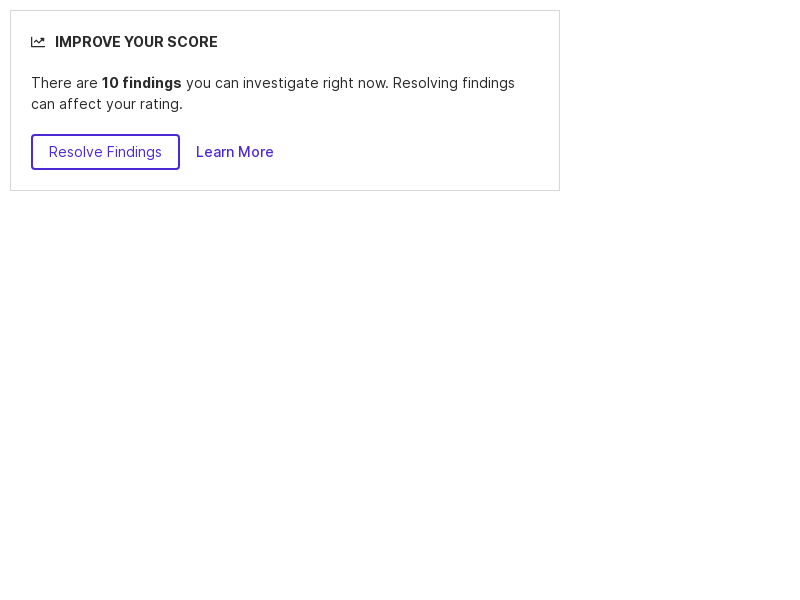 IMPROVE YOUR SCORE
There are 10 findings you can investigate right now. Resolving findings
can affect your rating.
Resolve Findings
Learn More